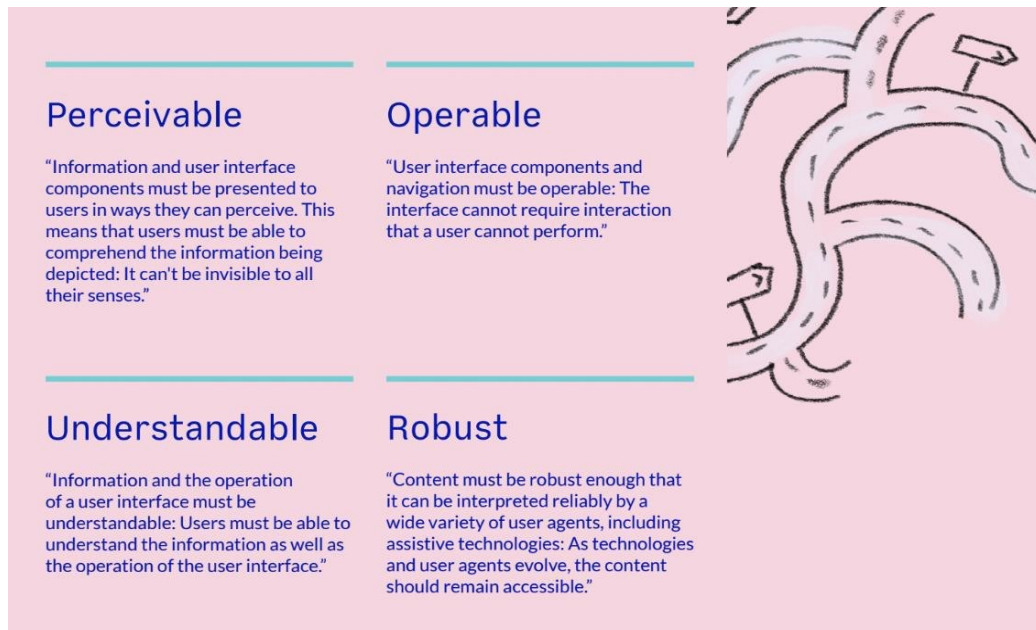 Perceivable
“Information and user interface
components must be presented to
users in ways they can perceive. This
means that users must be able to
comprehend the information being
depicted: It can't be invisible to all
their senses.”
Operable
“User interface components and
navigation must be operable: The
interface cannot require interaction
that a user cannot perform.”
Understandable
“Information and the operation
of a user interface must be
understandable: Users must be able to
understand the information as well as
the operation of the user interface.”
Robust
“Content must be robust enough that
it can be interpreted reliably by a
wide variety of user agents, including
assistive technologies: As technologies
and user agents evolve, the content
should remain accessible.”